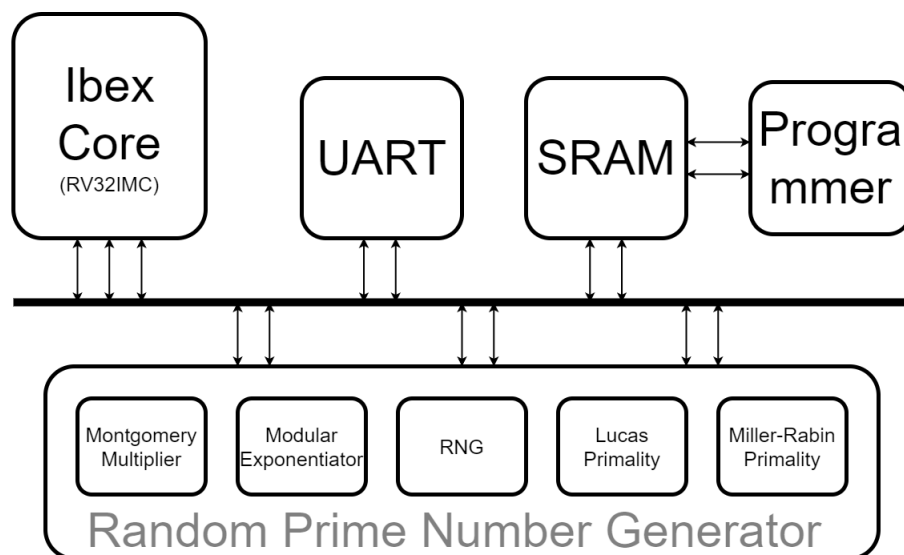 Ibex
Core
(RV32IMC)
UART
SRAM
Progra
mmer
Montgomery
Multiplier
Modular
Exponentiator
RNG
Lucas
Primality
Miller-Rabin
Primality
Random Prime Number Generator